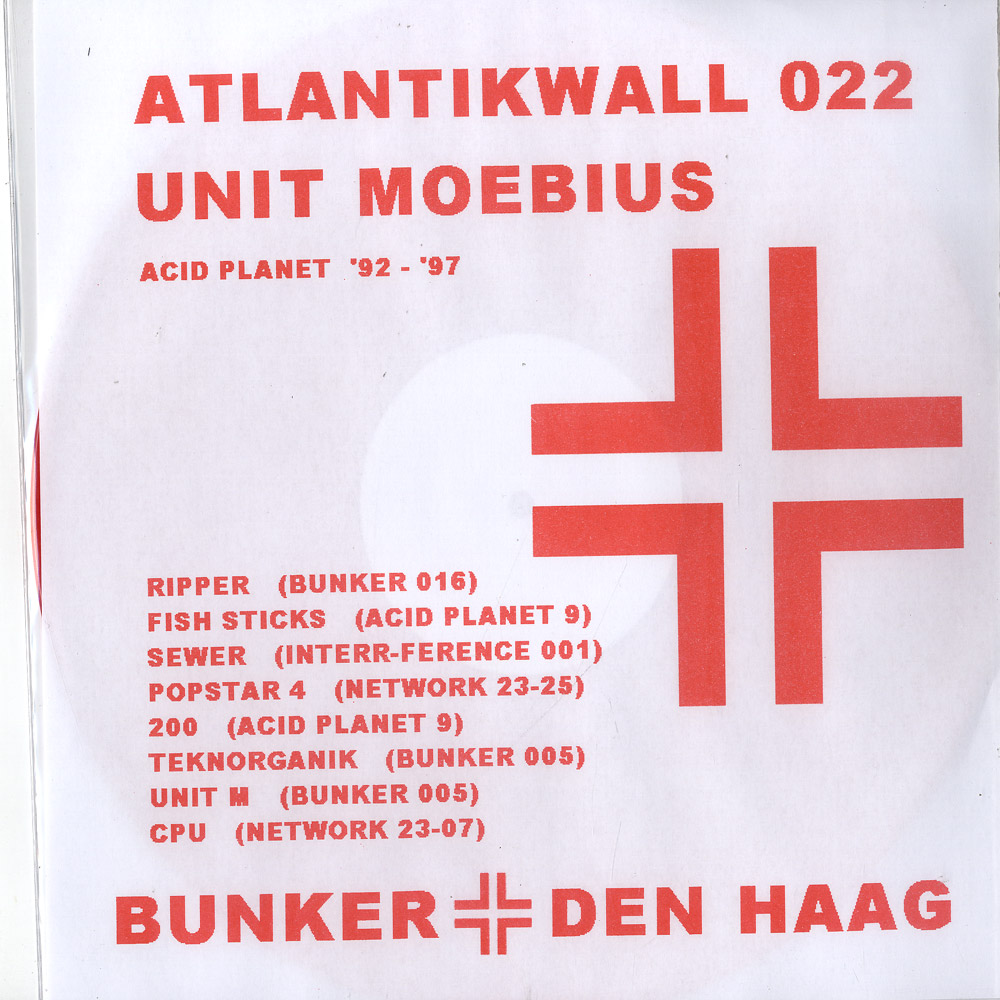 ATLANTIKWALL 022
UNIT MOEBIUS
ACID PLANET '92 - '97
RIPPER (BUNKER 016)
FISH STICKS (ACID PLANET 9)
SEWER (INTERR-FERENCE 001)
POPSTAR 4 (NETWORK 23-25)
200 (ACID PLANET 9)
TEKNORGANIK (BUNKER 005)
UNIT M (BUNKER 005)
CPU (NETWORK 23-07)
BUNKER DEN HAAG